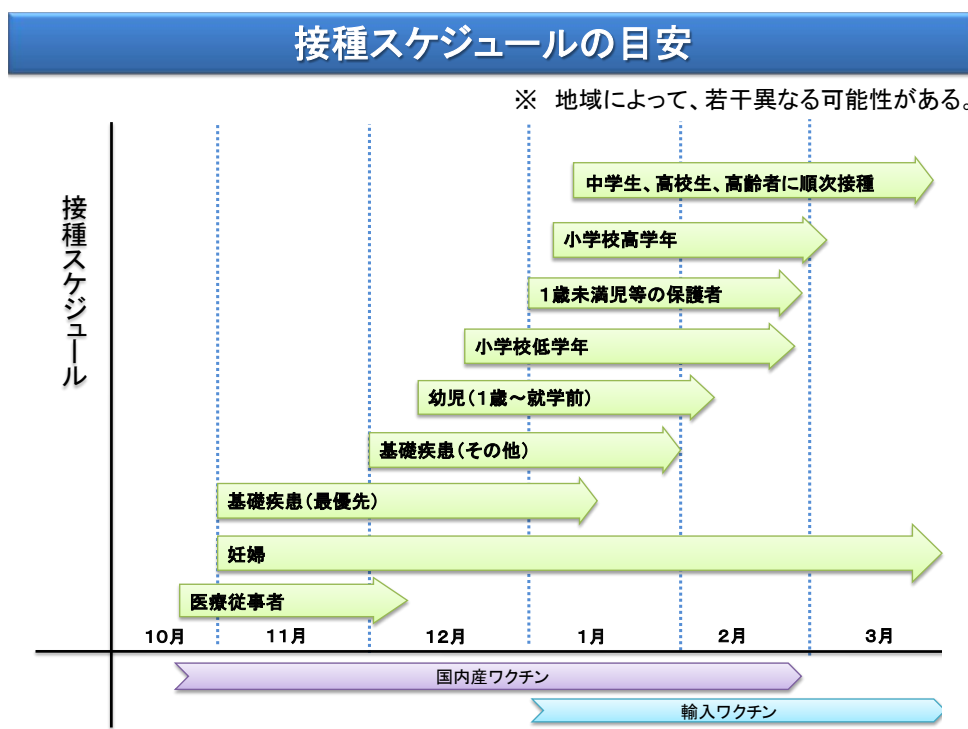 接種スケジュールの目安
※　地域によって、若干異なる可能性がある。
接種スケジュール
中学生、高校生、高齢者に順次接種
小学校高学年
１歳未満児等の保護者
小学校低学年
幼児（１歳～就学前）
基礎疾患（その他）
基礎疾患（最優先）
妊婦
医療従事者
10月 11月 12月 1月 2月 3月
国内産ワクチン
輸入ワクチン